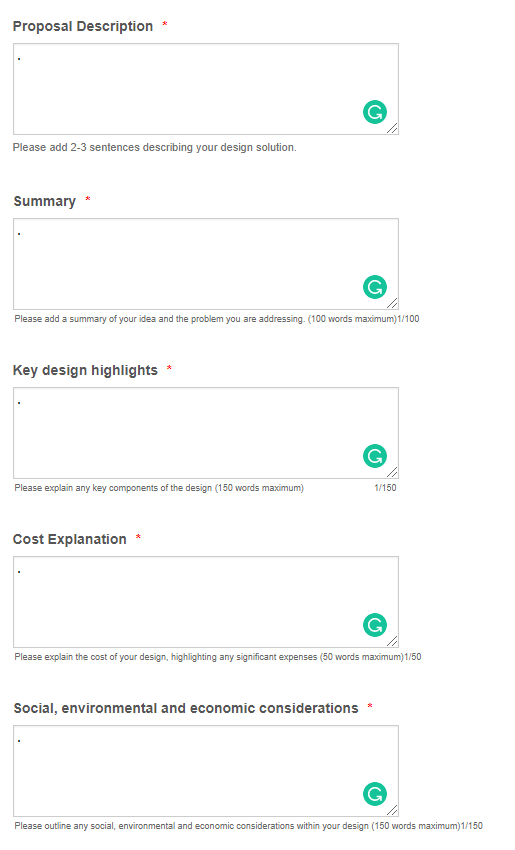 Proposal Description *
.
Please add 2-3 sentences describing your design solution.
Summary *
.
Please add a summary of your idea and the problem you are addressing. (100 words maximum)1/100
Key design highlights *
.
Please explain any key components of the design (150 words maximum) 1/150
Cost Explanation *
.
Please explain the cost of your design, highlighting any significant expenses (50 words maximum)1/50
Social, environmental and economic considerations *
.
Please outline any social, environmental and economic considerations within your design (150 words maximum)1/150